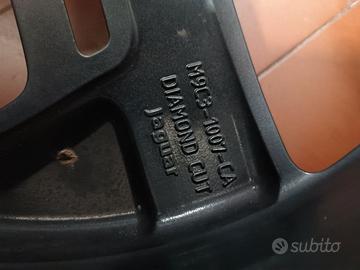 M9C3-1007-CA
DIAMOND CUT
Jaguar
subito